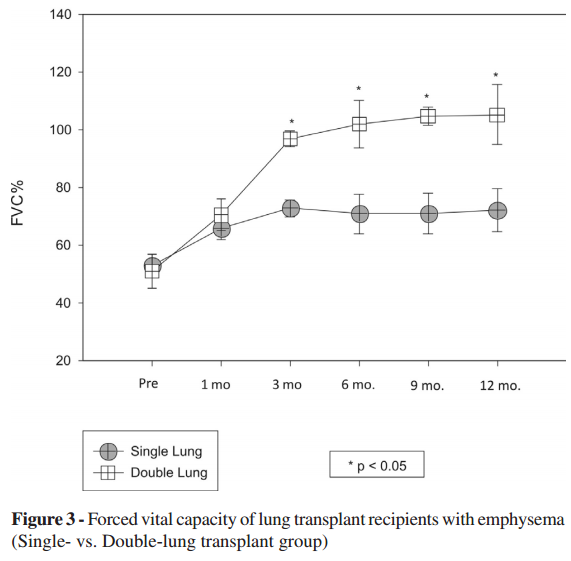 140
120
100
80
60
40
20
FVC%
*
*
*
*
Pre
1 mo
3 mo
6 mo.
9 mo.
12 mo.
Single Lung
Double Lung
* p < 0.05
Figure 3 - Forced vital capacity of lung transplant recipients with emphysema
(Single- vs. Double-lung transplant group)